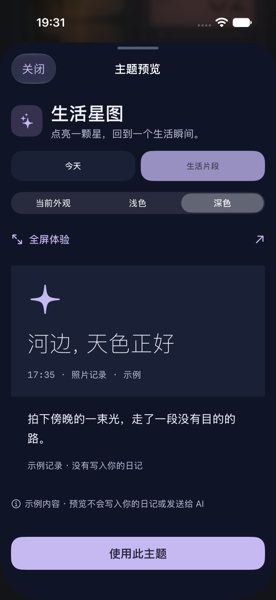 19:31
关闭
主题预览
生活星图
点亮一颗星，回到一个生活瞬间。
今天
生活片段
当前外观
浅色
深色
全屏体验
河边，天色正好
17:35 · 照片记录 · 示例
拍下傍晚的一束光，走了一段没有目的的
路。
示例记录 · 没有写入你的日记
示例内容 · 预览不会写入你的日记或发送给 AI
使用此主题